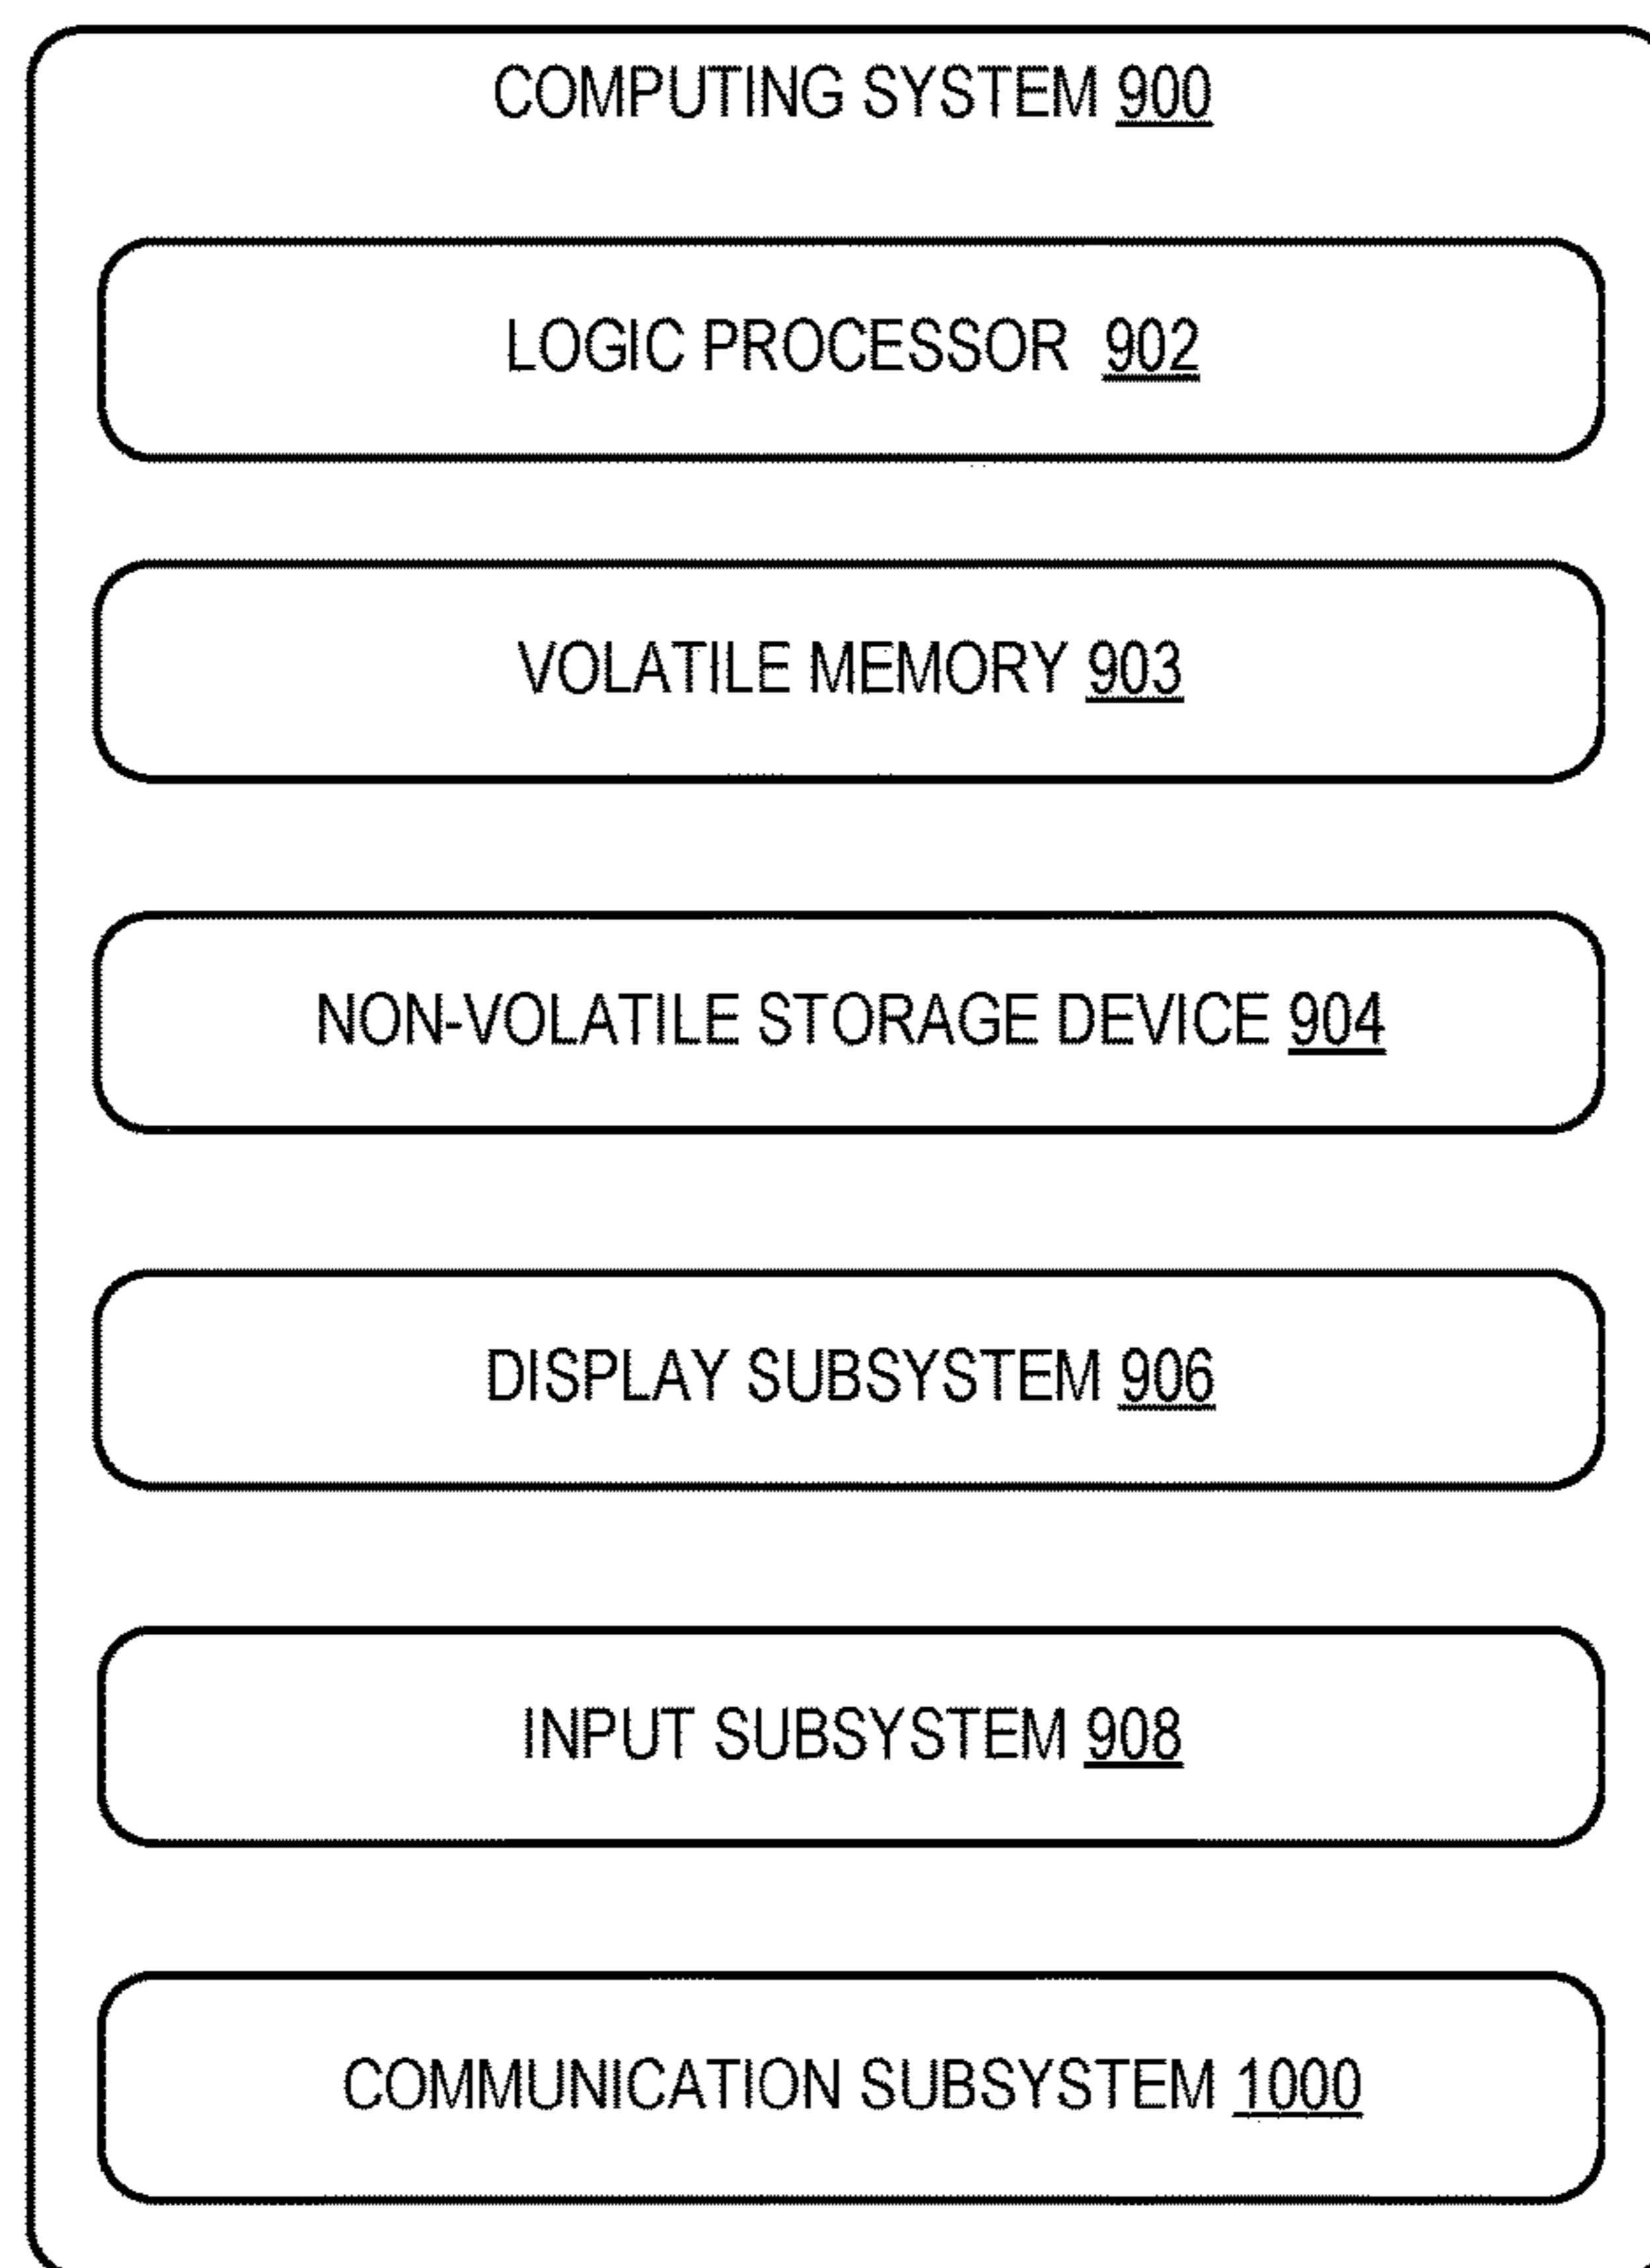 COMPUTING SYSTEM 900
LOGIC PROCESSOR 902
VOLATILE MEMORY 903
NON-VOLATILE STORAGE DEVICE 904
DISPLAY SUBSYSTEM 906
INPUT SUBSYSTEM 908
COMMUNICATION SUBSYSTEM 1000